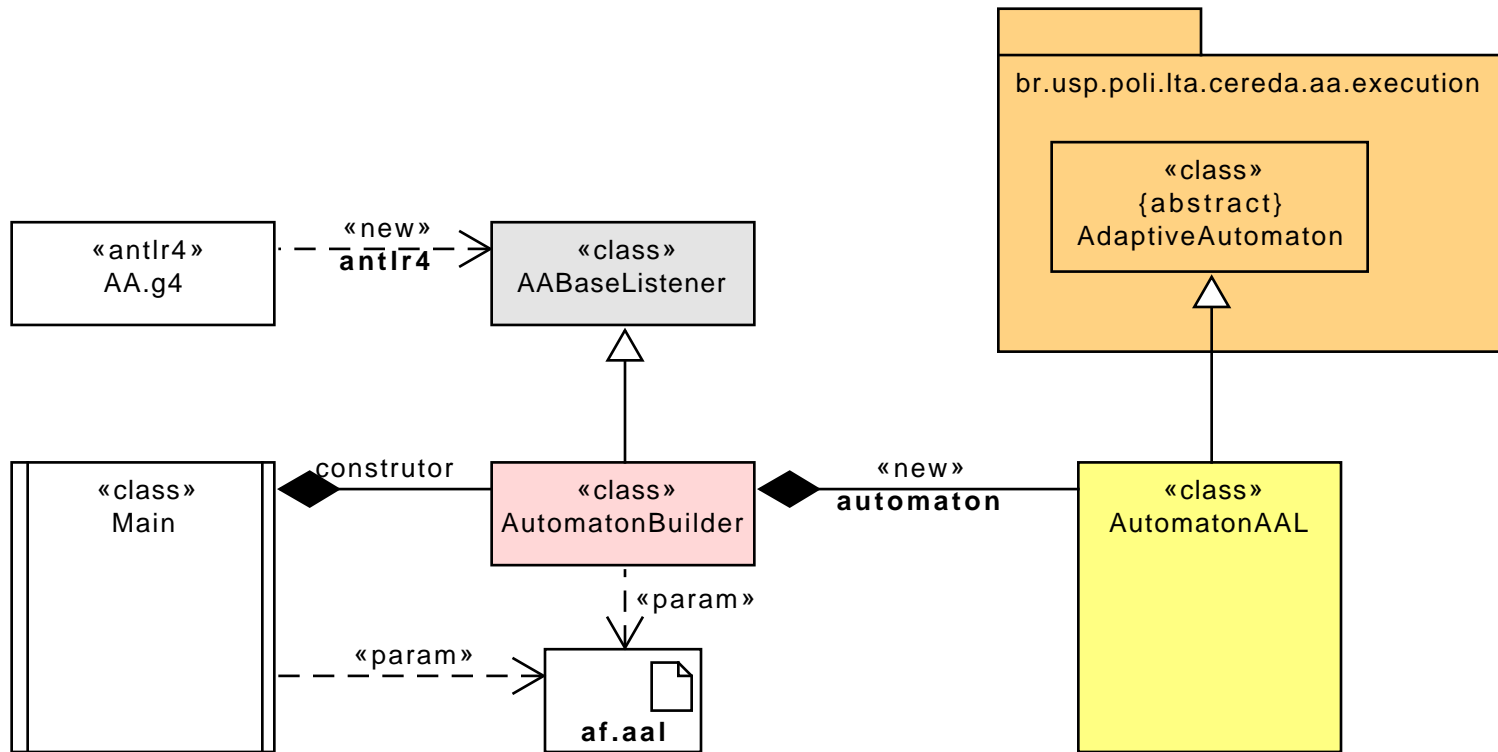 br.usp.poli.lta.cereda.aa.execution
«class»
{abstract}
AdaptiveAutomaton
«antlr4»
AA.g4
«new»
antlr4
«class»
AABaseListener
«class»
Main
construtor
«class»
AutomatonBuilder
«new»
automaton
«class»
AutomatonAAL
«param»
«param»
af.aal